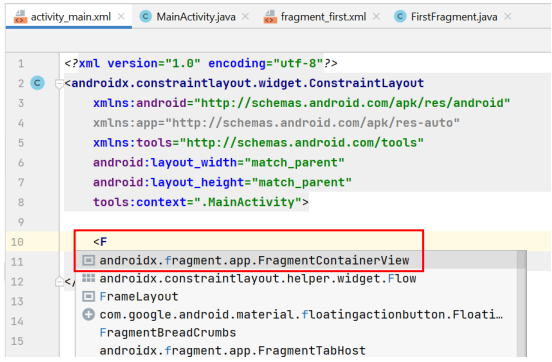 activity_main.xml × MainActivity.java × fragment_first.xml × FirstFragment.java ×
1 <?xml version="1.0" encoding="utf-8"?>
2 C <androidx.constraintlayout.widget.ConstraintLayout
3 xmlns:android="http://schemas.android.com/apk/res/android"
4 xmlns:app="http://schemas.android.com/apk/res-auto"
5 xmlns:tools="http://schemas.android.com/tools"
6 android:layout_width="match_parent"
7 android:layout_height="match_parent"
8 tools:context=".MainActivity">
9
10 <F
11 androidx.fragment.app.FragmentContainerView
12 </ androidx.constraintlayout.helper.widget.Flow
13 FrameLayout
14 com.google.android.material.floatingactionbutton.Floati…
FragmentBreadCrumbs
15 androidx.fragment.app.FragmentTabHost